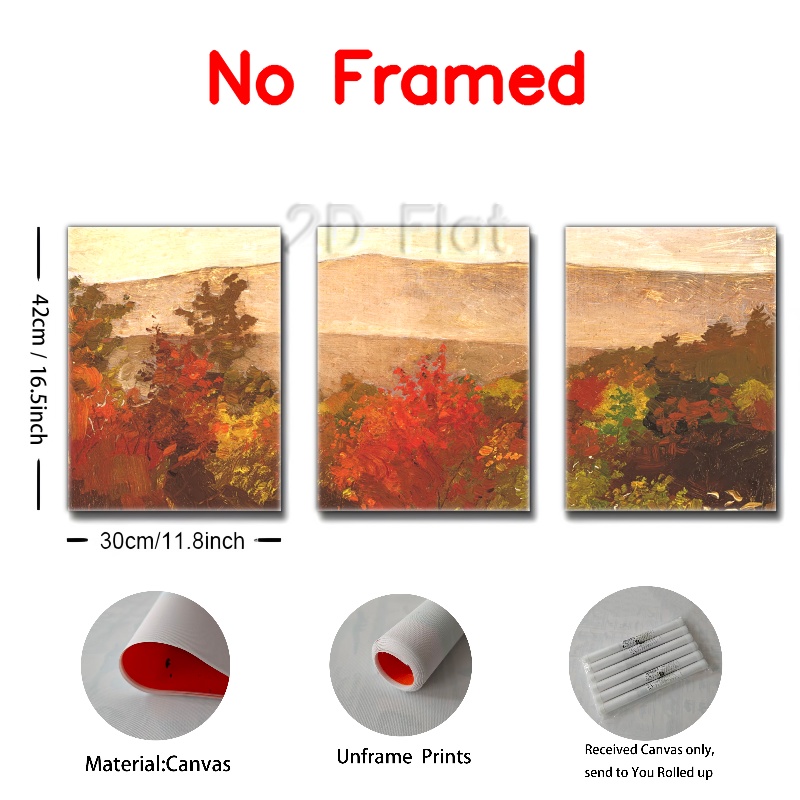 No Framed
2D Flat
42cm / 16.5inch
30cm/11.8inch
Material:Canvas
Unframe Prints
Received Canvas only,
send to You Rolled up